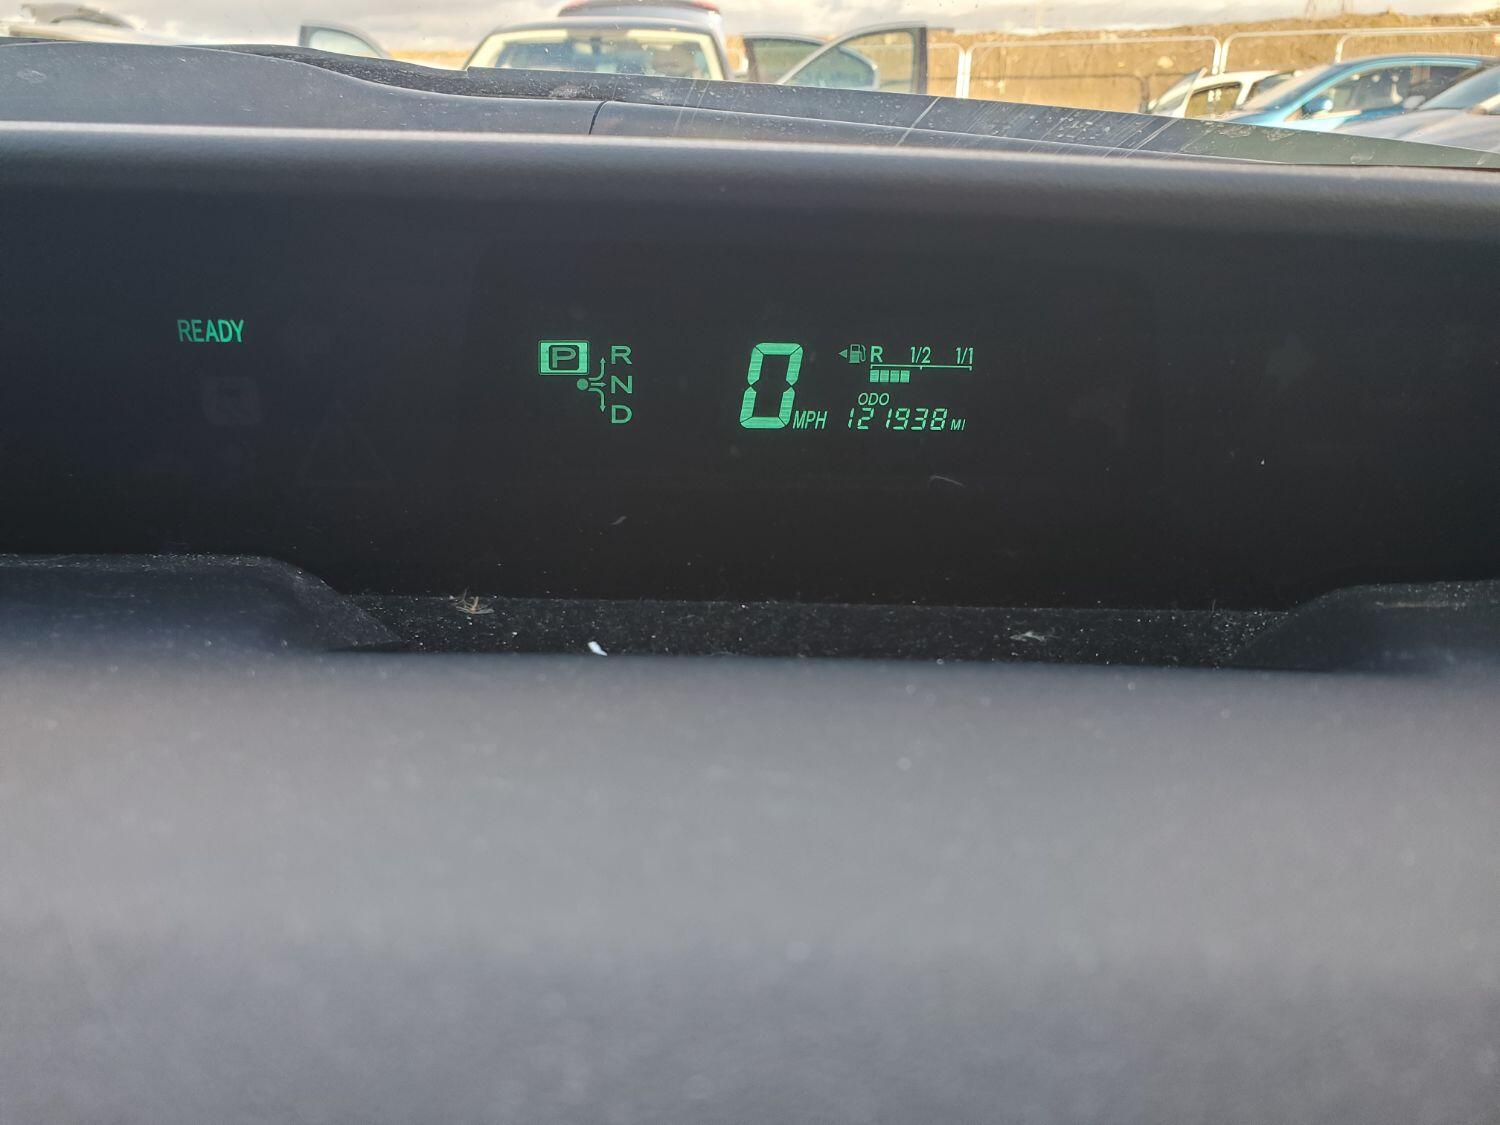 READY
P R
N
D
0 MPH
R 1/2 1/1
ODO
121938 MI